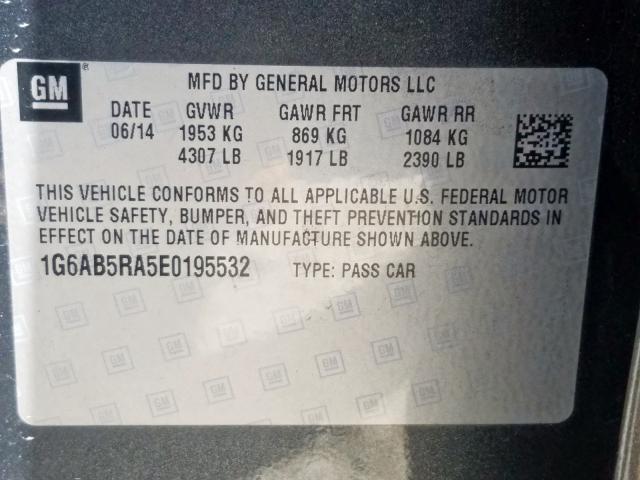 GM® MFD BY GENERAL MOTORS LLC
DATE GVWR GAWR FRT GAWR RR
06/14 1953 KG 869 KG 1084 KG
4307 LB 1917 LB 2390 LB
THIS VEHICLE CONFORMS TO ALL APPLICABLE U.S. FEDERAL MOTOR
VEHICLE SAFETY, BUMPER, AND THEFT PREVENTION STANDARDS IN
EFFECT ON THE DATE OF MANUFACTURE SHOWN ABOVE.
1G6AB5RA5E0195532 TYPE: PASS CAR